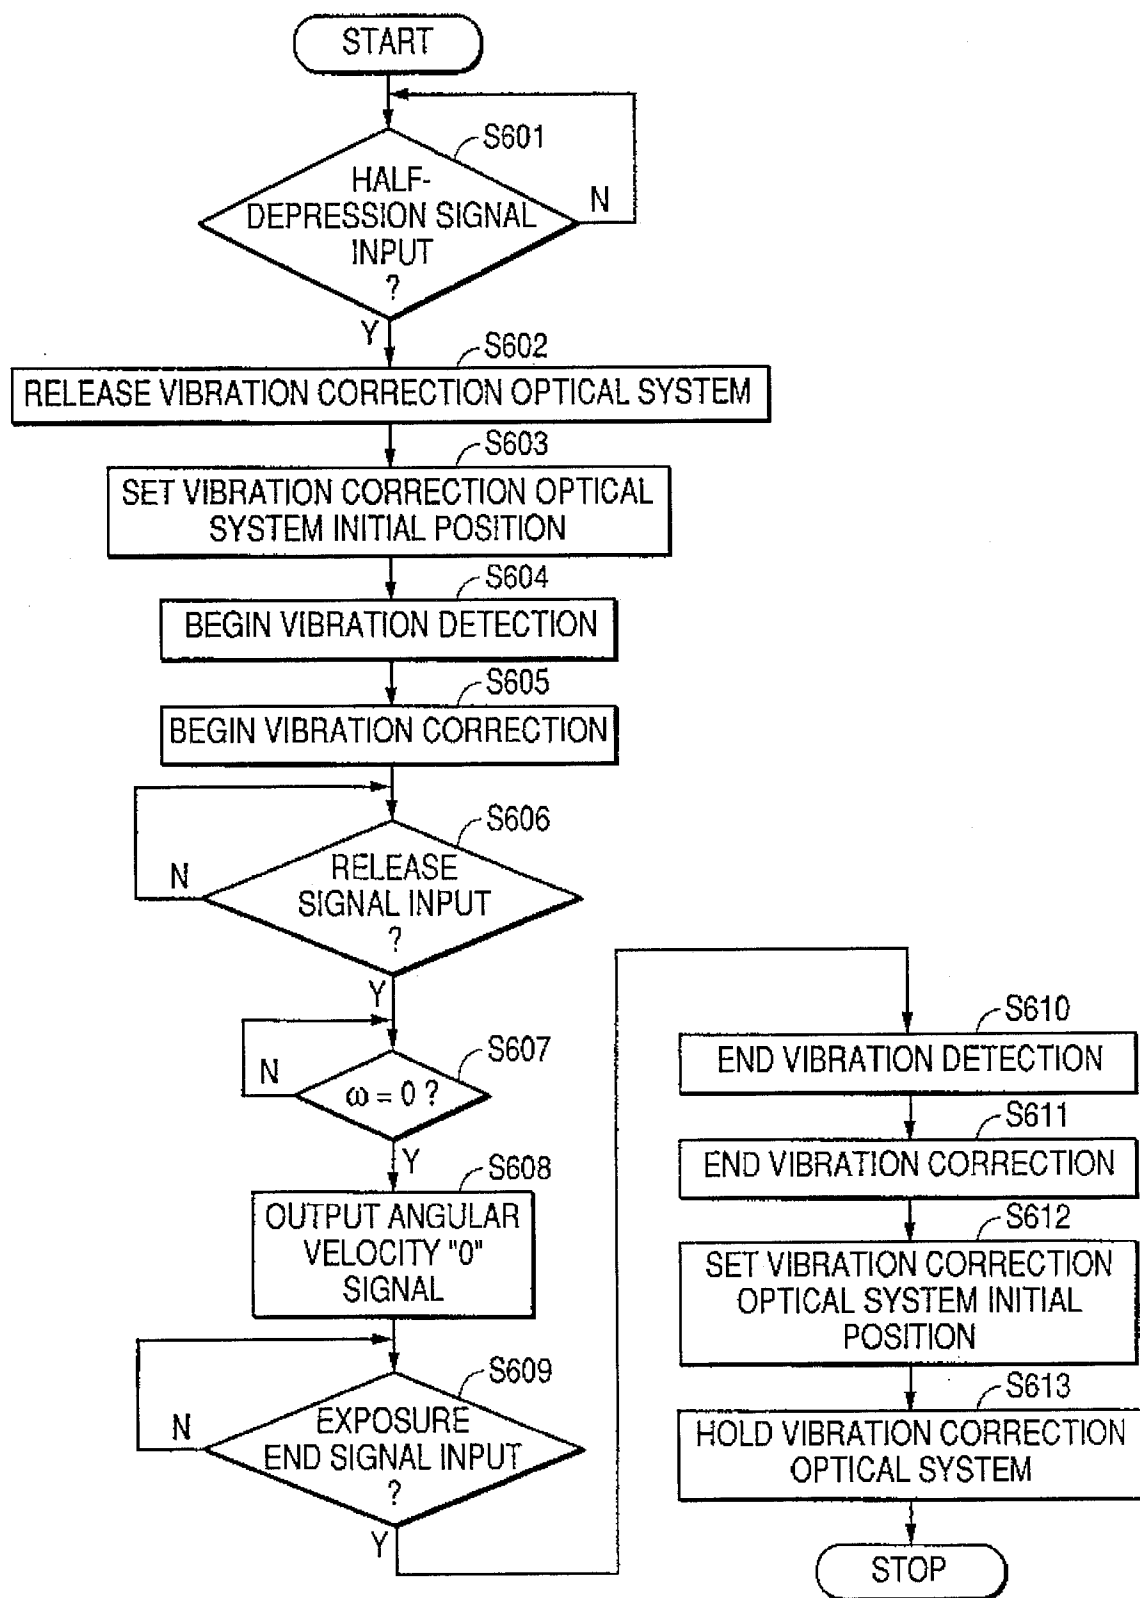 START
S601
HALF-
DEPRESSION SIGNAL
INPUT
?
N
Y
S602
RELEASE VIBRATION CORRECTION OPTICAL SYSTEM
S603
SET VIBRATION CORRECTION OPTICAL
SYSTEM INITIAL POSITION
S604
BEGIN VIBRATION DETECTION
S605
BEGIN VIBRATION CORRECTION
S606
RELEASE
SIGNAL INPUT
?
N
Y
S607
ω = 0 ?
N
Y
S608
OUTPUT ANGULAR
VELOCITY "0"
SIGNAL
S609
EXPOSURE
END SIGNAL INPUT
?
N
Y
S610
END VIBRATION DETECTION
S611
END VIBRATION CORRECTION
S612
SET VIBRATION CORRECTION
OPTICAL SYSTEM INITIAL
POSITION
S613
HOLD VIBRATION CORRECTION
OPTICAL SYSTEM
STOP